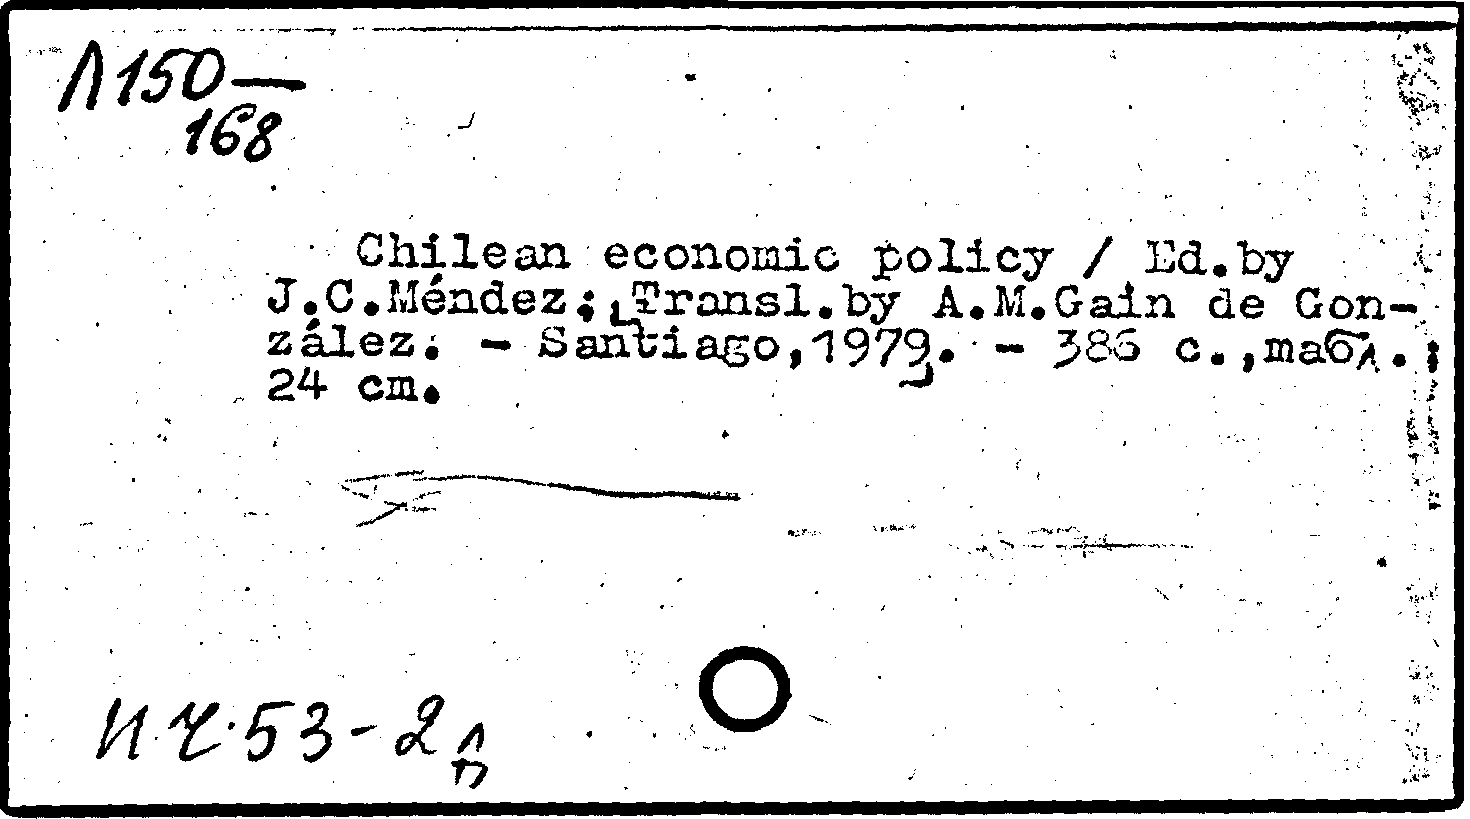 Л150—
168
Chilean economic policy / Ed.by
J.C.Méndez; Transl.by A.M.Gain de Gon-
zález. - Santiago,1979. - 386 с.,табл.;
24 cm.
И.7.53-2